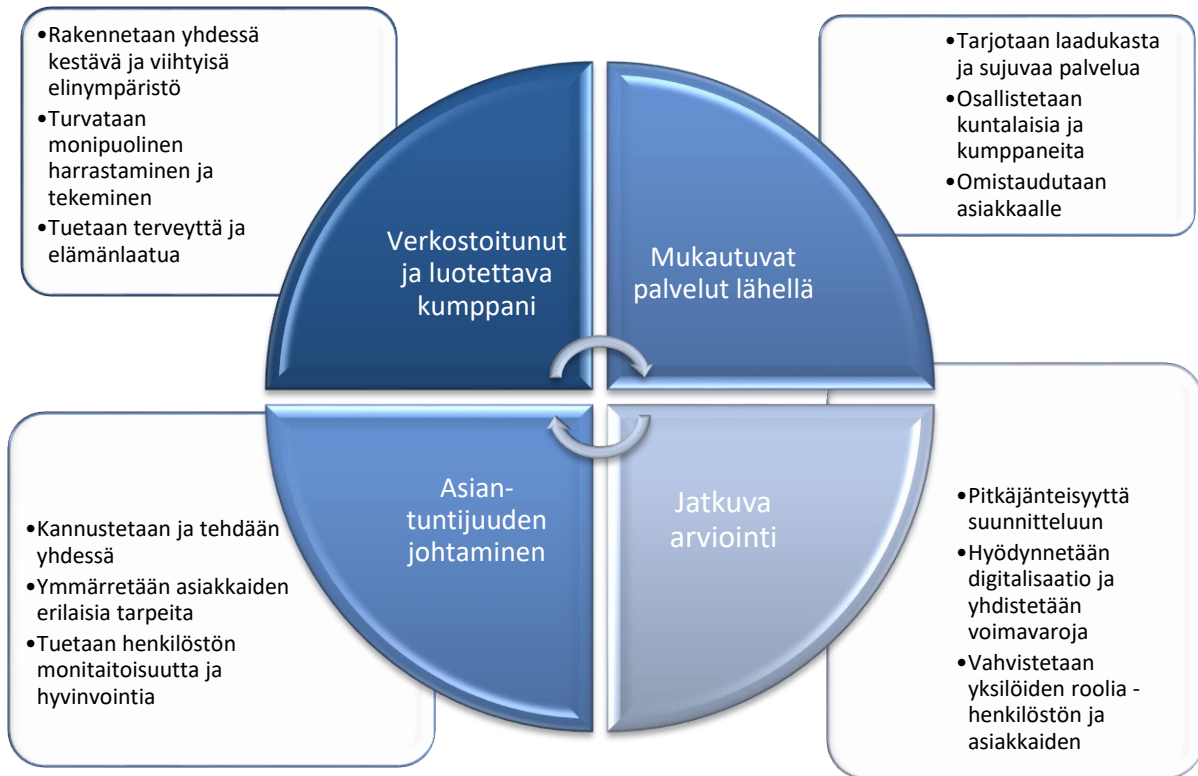 •Rakennetaan yhdessä
kestävä ja viihtyisä
elinympäristö
•Turvataan
monipuolinen
harrastaminen ja
tekeminen
•Tuetaan terveyttä ja
elämänlaatua
•Tarjotaan laadukasta
ja sujuvaa palvelua
•Osallistetaan
kuntalaisia ja
kumppaneita
•Omistaudutaan
asiakkaalle
Verkostoitunut
ja luotettava
kumppani
Mukautuvat
palvelut lähellä
Asian-
tuntijuuden
johtaminen
Jatkuva
arviointi
•Kannustetaan ja tehdään
yhdessä
•Ymmärretään asiakkaiden
erilaisia tarpeita
•Tuetaan henkilöstön
monitaitoisuutta ja
hyvinvointia
•Pitkäjänteisyyttä
suunnitteluun
•Hyödynnetään
digitalisaatio ja
yhdistetään
voimavaroja
•Vahvistetaan
yksilöiden roolia -
henkilöstön ja
asiakkaiden